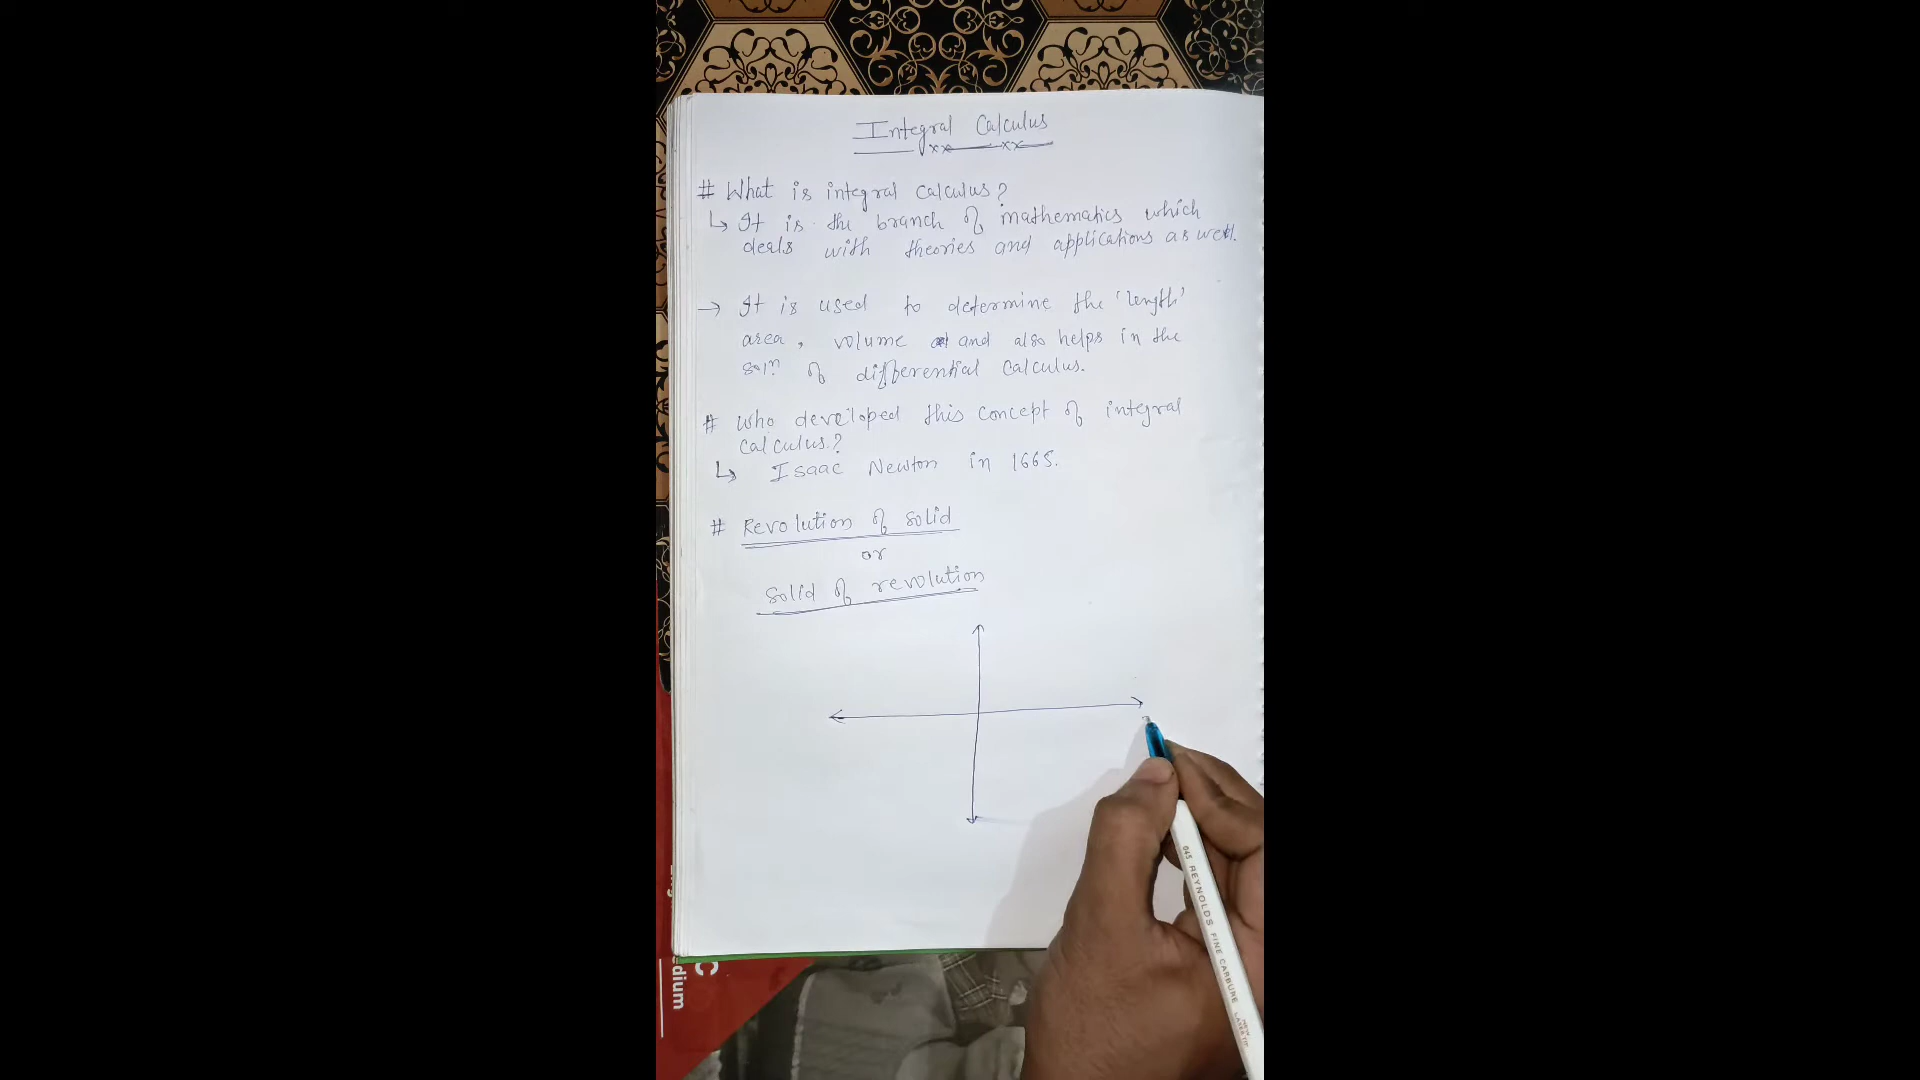 Integral Calculus
# What is integral calculus?
↳ It is the branch of mathematics which
deals with theories and applications as well.
→ It is used to determine the 'length'
area, volume and also helps in the
solⁿ of differential calculus.
# Who developed this concept of integral
calculus?
↳ Isaac Newton in 1665.
# Revolution of solid
or
Solid of revolution
045 REYNOLDS FINE CARBURE
C
dium